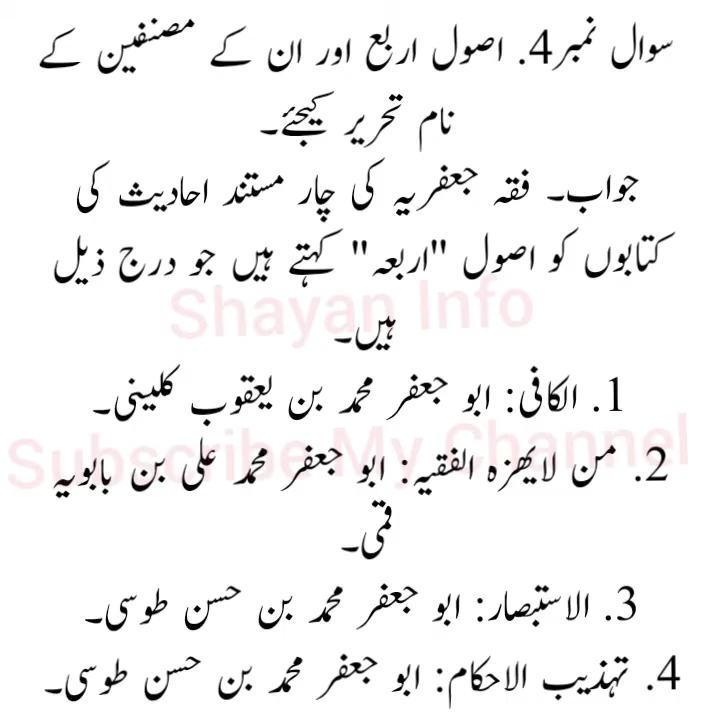 سوال نمبر4. اصول اربع اور ان کے مصنفین کے
نام تحریر کیجئے۔
جواب۔ فقہ جعفریہ کی چار مستند احادیث کی
کتابوں کو اصول "اربعہ" کہتے ہیں جو درج ذیل
Shayan Info
ہیں۔
1. الکافی: ابو جعفر محمد بن یعقوب کلینی۔
Subscribe My Channel
2. من لایھزہ الفقیہ: ابو جعفر محمد علی بن بابویہ
قمی۔
3. الاستبصار: ابو جعفر محمد بن حسن طوسی۔
4. تہذیب الاحکام: ابو جعفر محمد بن حسن طوسی۔